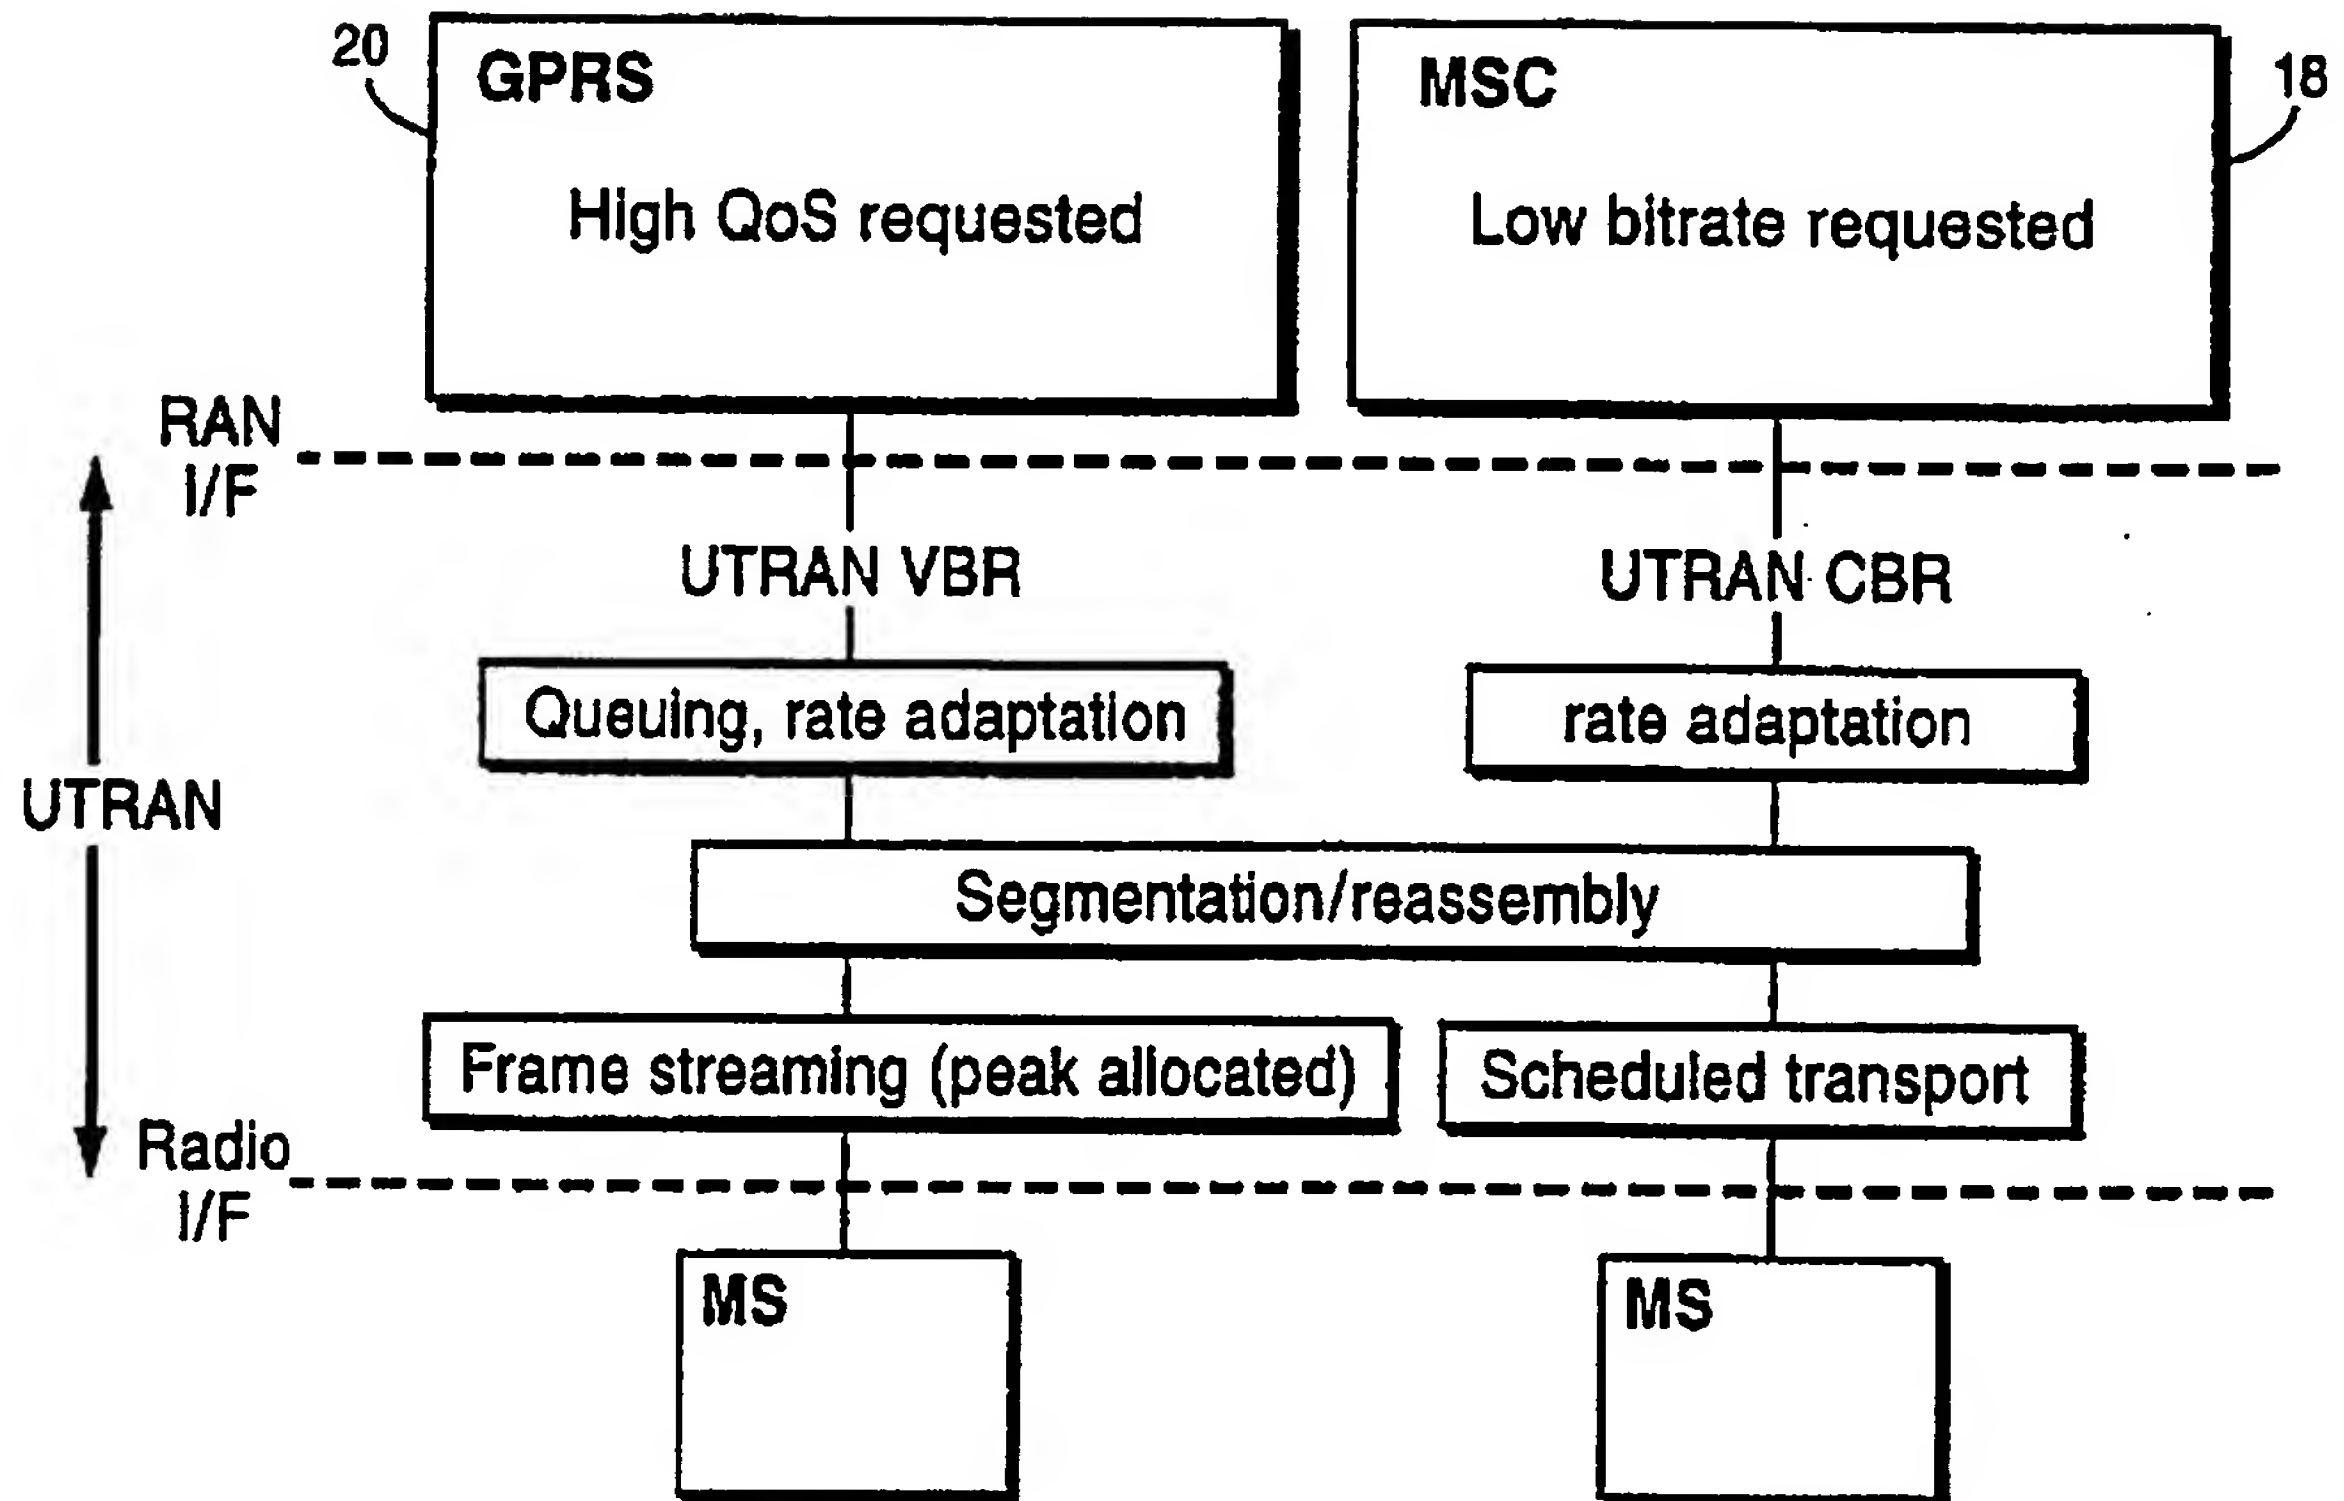 20
GPRS
High QoS requested
MSC
18
Low bitrate requested
RAN
I/F
UTRAN VBR
UTRAN CBR
Queuing, rate adaptation
rate adaptation
UTRAN
Segmentation/reassembly
Frame streaming (peak allocated)
Scheduled transport
Radio
I/F
MS
MS